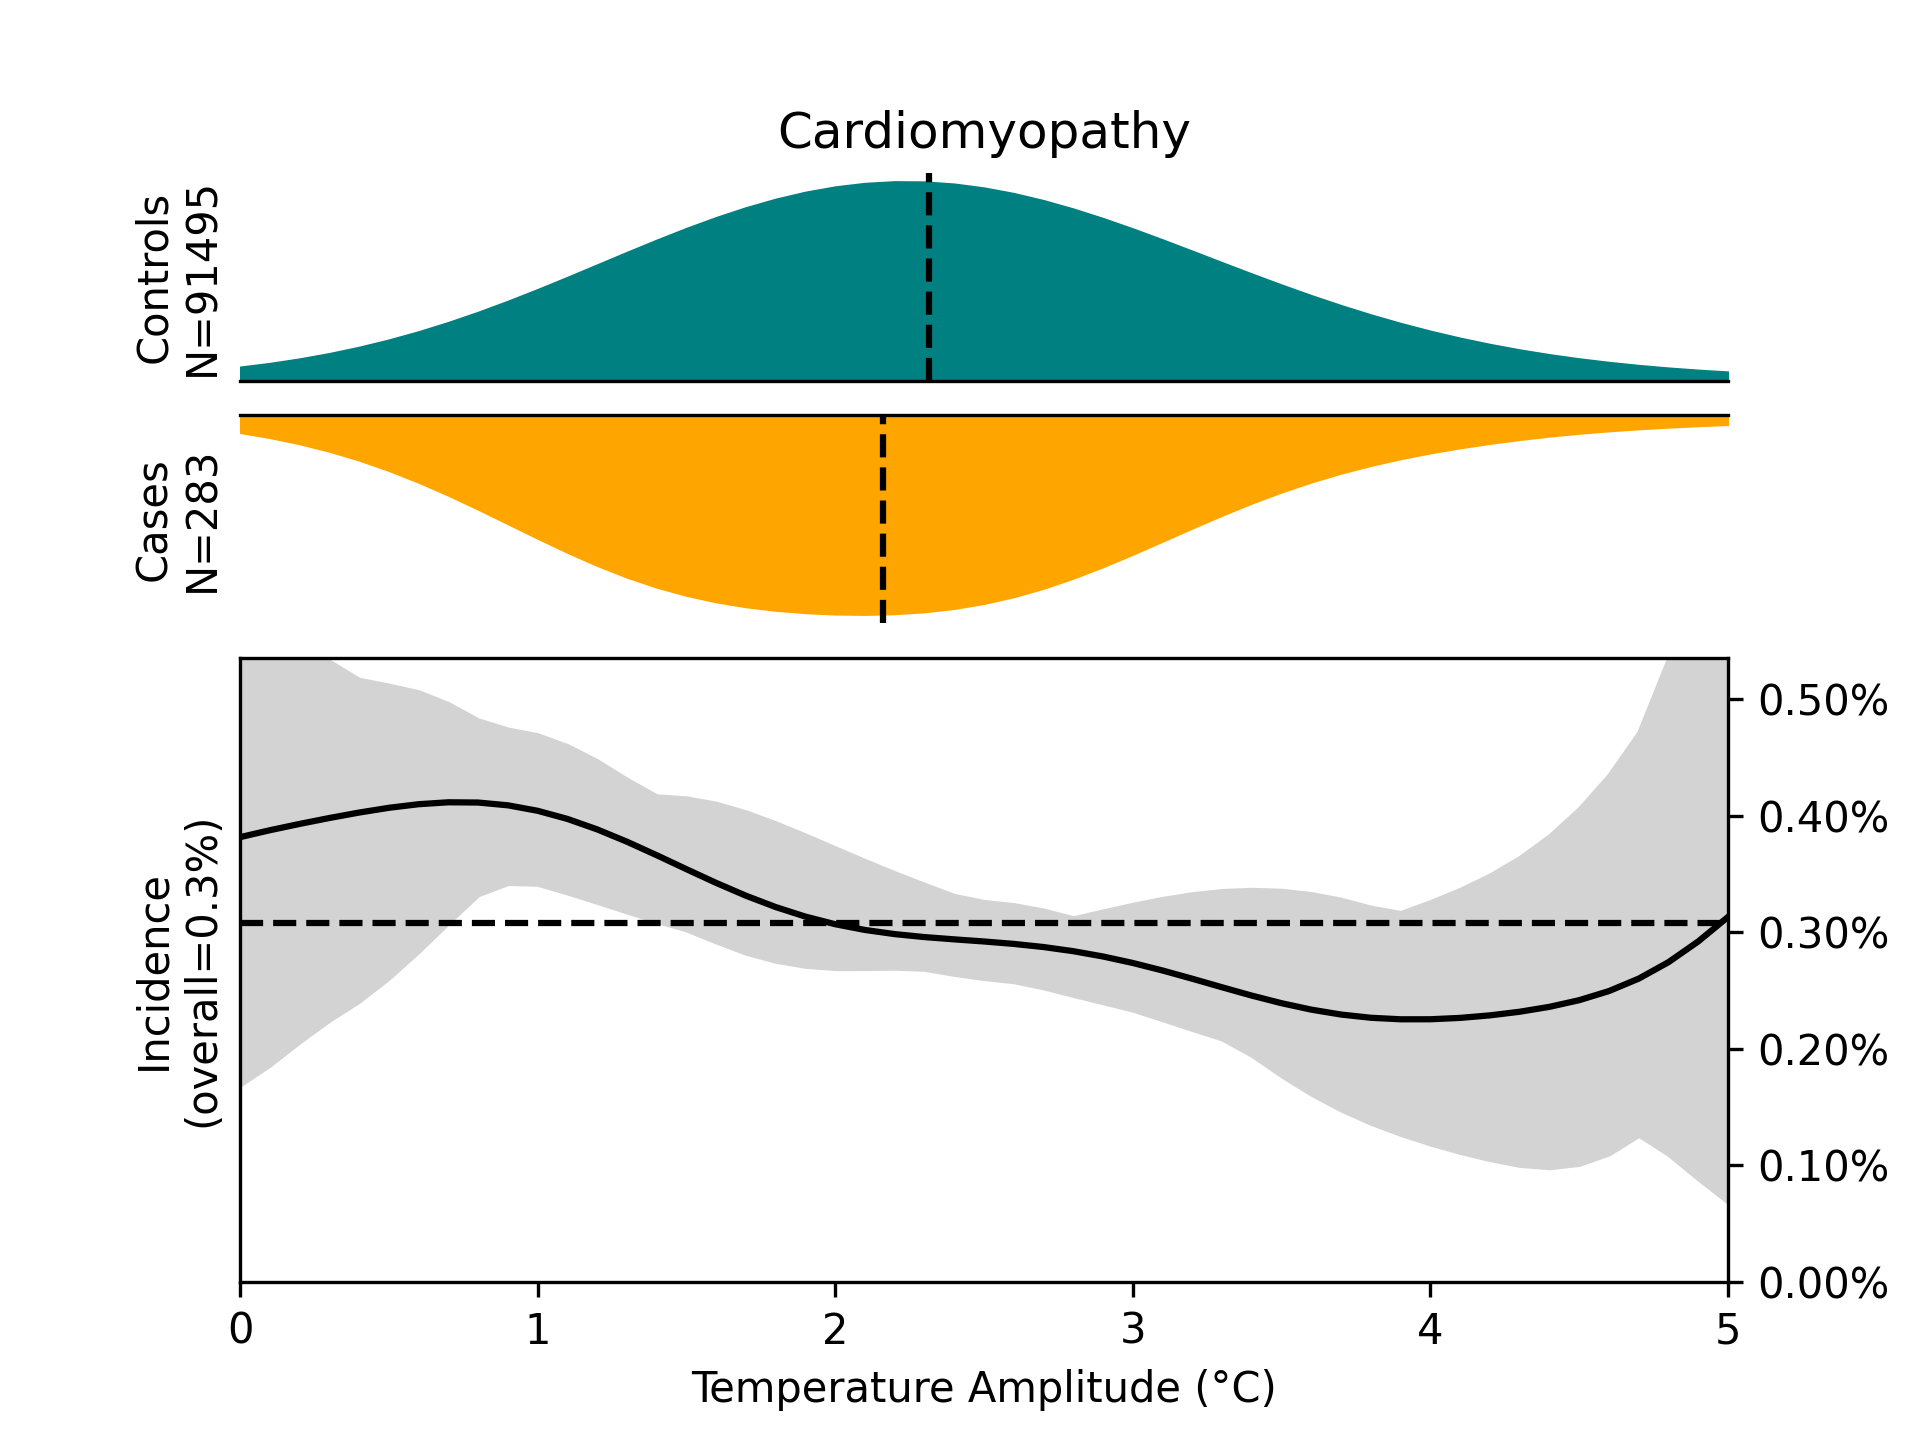 Cardiomyopathy
Controls
N=91495
Cases
N=283
Incidence
(overall=0.3%)
0.50%
0.40%
0.30%
0.20%
0.10%
0.00%
0 1 2 3 4 5
Temperature Amplitude (°C)